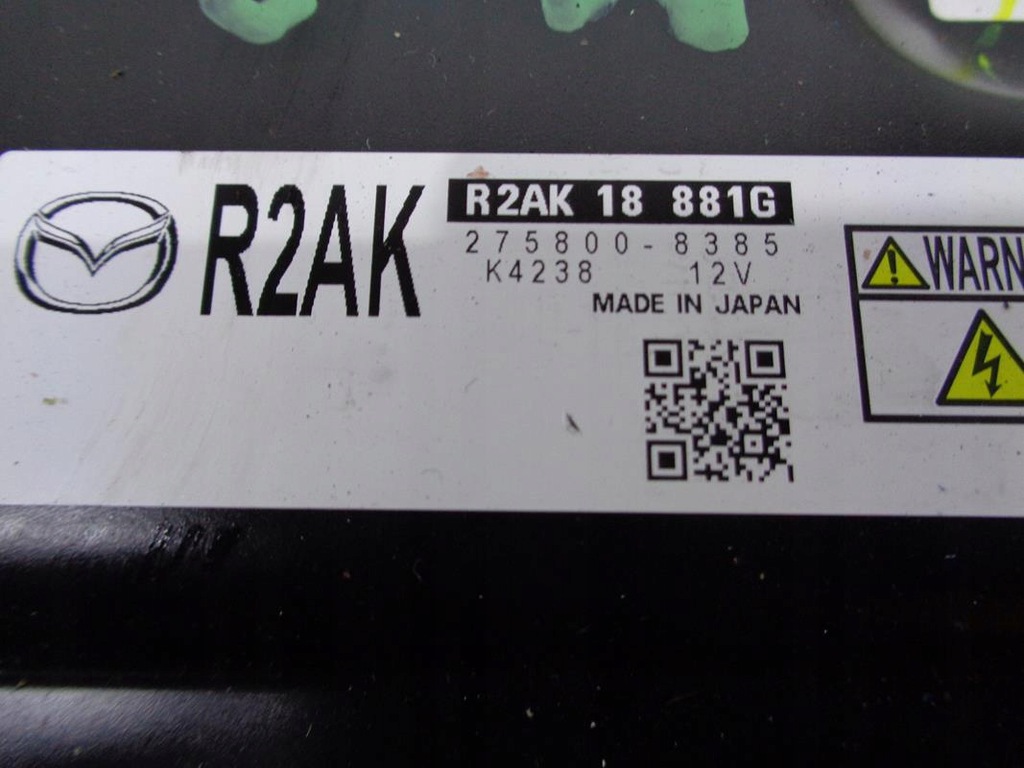 R2AK
R2AK 18 881G
275800-8385
K4238 12V
MADE IN JAPAN
WARN